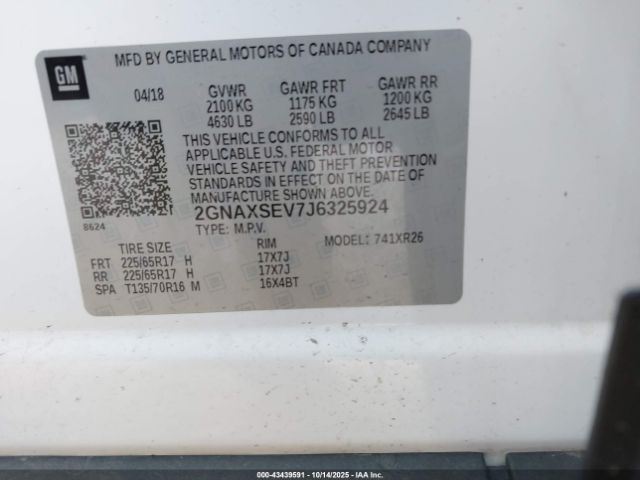 MFD BY GENERAL MOTORS OF CANADA COMPANY
GM
04/18 GVWR GAWR FRT GAWR RR
2100 KG 1175 KG 1200 KG
4630 LB 2590 LB 2645 LB
THIS VEHICLE CONFORMS TO ALL
APPLICABLE U.S. FEDERAL MOTOR
VEHICLE SAFETY AND THEFT PREVENTION
STANDARDS IN EFFECT ON THE DATE OF
MANUFACTURE SHOWN ABOVE.
8624
2GNAXSEV7J6325924
TYPE: M.P.V. MODEL: 741XR26
TIRE SIZE RIM
FRT 225/65R17 H 17X7J
RR 225/65R17 H 17X7J
SPA T135/70R16 M 16X4BT
000-43439591 - 10/14/2025 - IAA Inc.